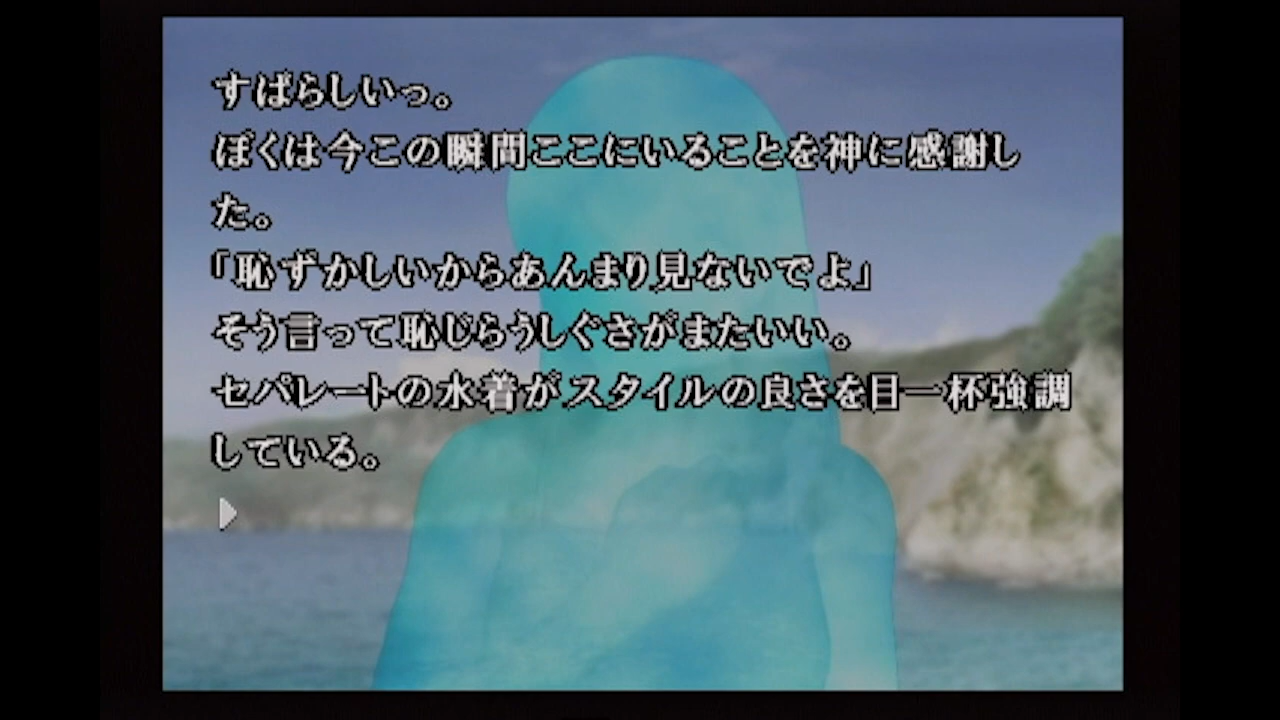 すばらしいっ。
ぼくは今この瞬間ここにいることを神に感謝し
た。
「恥ずかしいからあんまり見ないでよ」
そう言って恥じらうしぐさがまたいい。
セパレートの水着がスタイルの良さを目一杯強調
している。